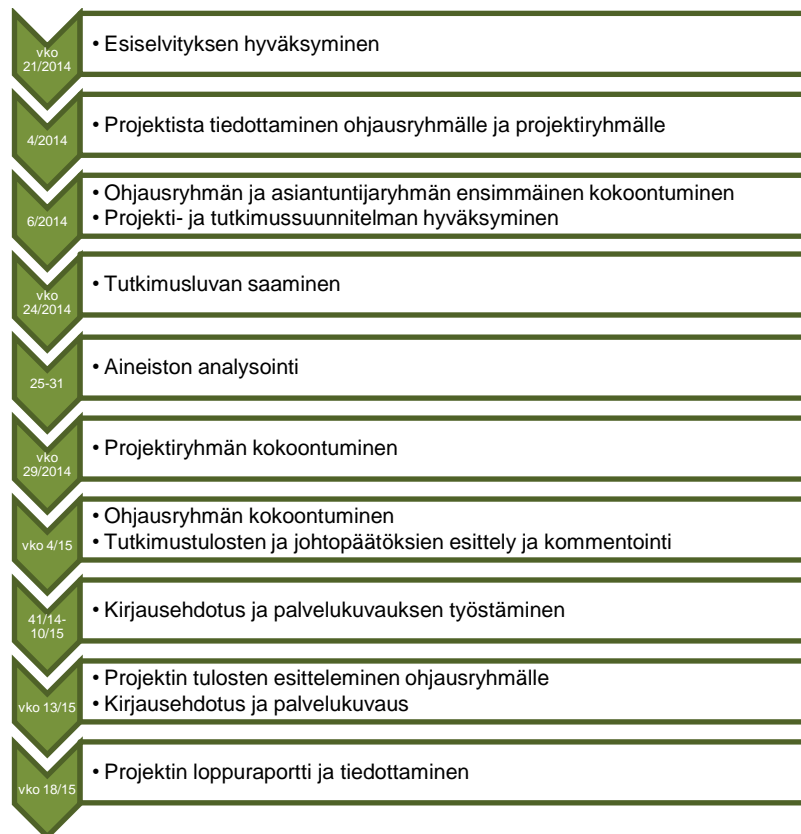 vko
21/2014
• Esiselvityksen hyväksyminen
4/2014
• Projektista tiedottaminen ohjausryhmälle ja projektiryhmälle
6/2014
• Ohjausryhmän ja asiantuntijaryhmän ensimmäinen kokoontuminen
• Projekti- ja tutkimussuunnitelman hyväksyminen
vko
24/2014
• Tutkimusluvan saaminen
25-31
• Aineiston analysointi
vko
29/2014
• Projektiryhmän kokoontuminen
vko 4/15
• Ohjausryhmän kokoontuminen
• Tutkimustulosten ja johtopäätöksien esittely ja kommentointi
41/14-
10/15
• Kirjausehdotus ja palvelukuvauksen työstäminen
vko 13/15
• Projektin tulosten esitteleminen ohjausryhmälle
• Kirjausehdotus ja palvelukuvaus
vko 18/15
• Projektin loppuraportti ja tiedottaminen